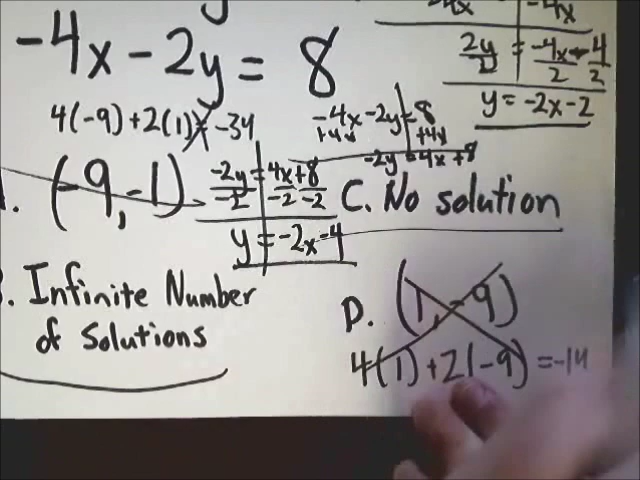 -4x - 2y = 8
-4x -4x
2y/2 = -4x/2 - 4/2
y = -2x - 2
4(-9) + 2(1) = -34
-4x - 2y = 8
+4x +4x
-2y = 4x + 8
(-9, -1)
-2y/-2 = 4x/-2 + 8/-2
y = -2x - 4
C. No solution
. Infinite Number
of Solutions
D. (1, -9)
4(1) + 2(-9) = -14